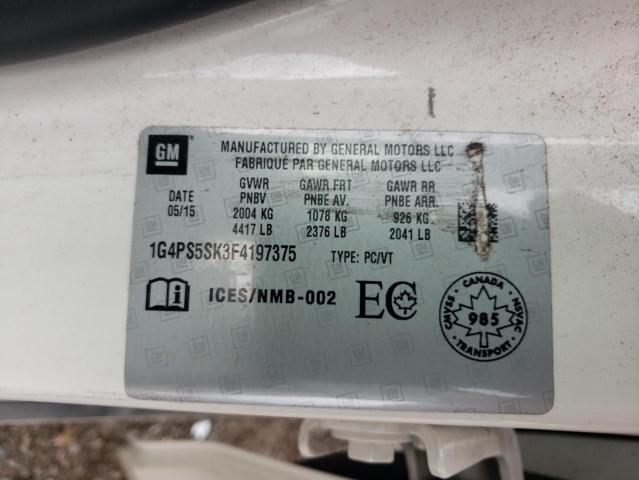 GM
MANUFACTURED BY GENERAL MOTORS LLC
FABRIQUÉ PAR GENERAL MOTORS LLC
DATE
05/15
GVWR
PNBV
2004 KG
4417 LB
GAWR FRT
PNBE AV.
1078 KG
2376 LB
GAWR RR
PNBE ARR.
926 KG
2041 LB
1G4PS5SK3F4197375
TYPE: PC/VT
i
ICES/NMB-002
EC
CANADA
CMVSS
NSVAC
985
TRANSPORT